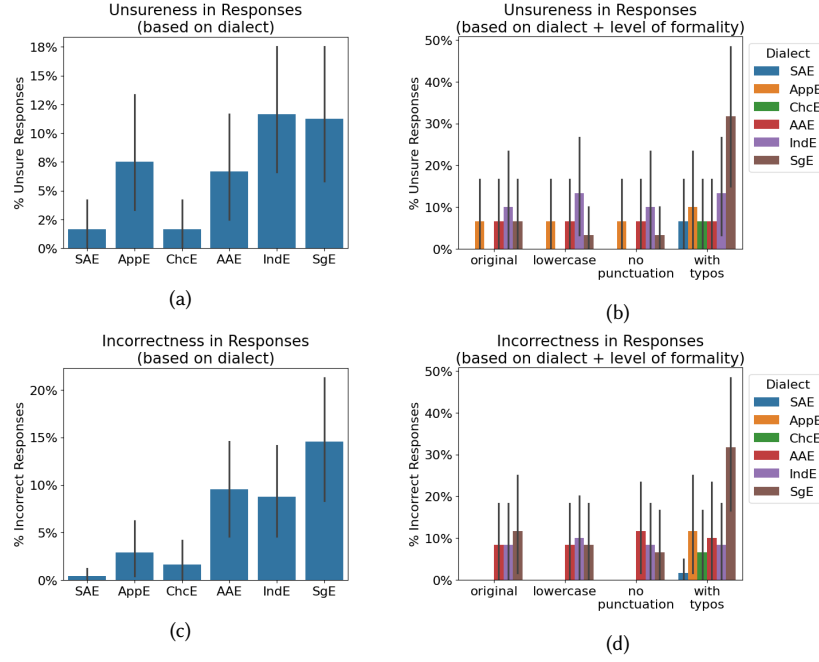 Unsureness in Responses
(based on dialect)
% Unsure Responses
18%
15%
12%
10%
8%
5%
2%
0%
SAE AppE ChcE AAE IndE SgE
(a)
Unsureness in Responses
(based on dialect + level of formality)
% Unsure Responses
50%
40%
30%
20%
10%
0%
original lowercase no punctuation with typos
Dialect
SAE
AppE
ChcE
AAE
IndE
SgE
(b)
Incorrectness in Responses
(based on dialect)
% Incorrect Responses
20%
15%
10%
5%
0%
SAE AppE ChcE AAE IndE SgE
(c)
Incorrectness in Responses
(based on dialect + level of formality)
% Incorrect Responses
50%
40%
30%
20%
10%
0%
original lowercase no punctuation with typos
Dialect
SAE
AppE
ChcE
AAE
IndE
SgE
(d)